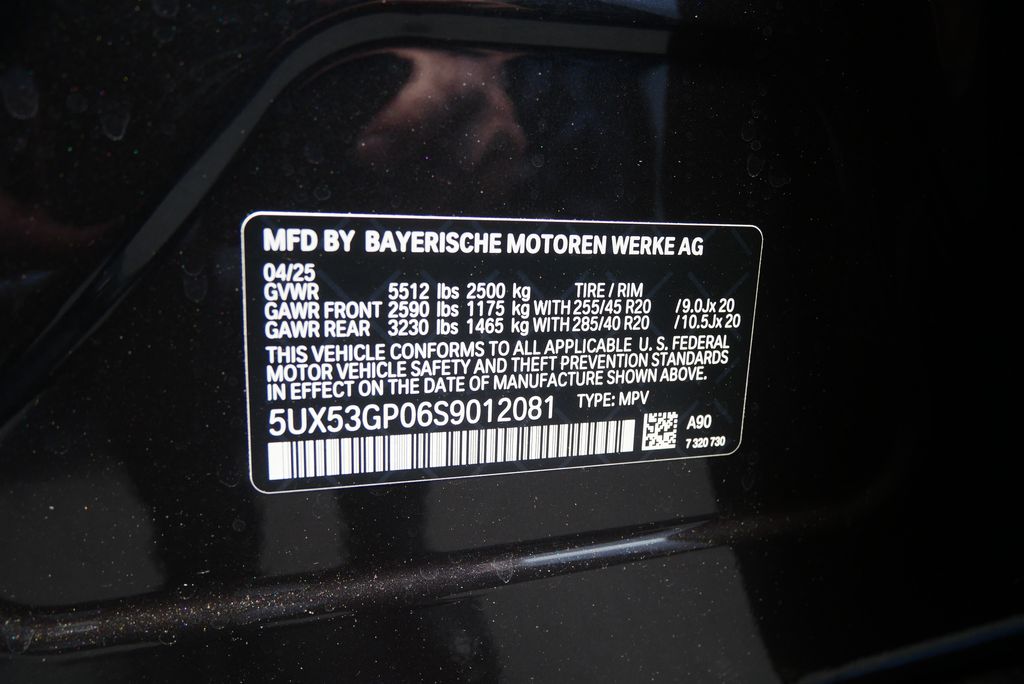 MFD BY BAYERISCHE MOTOREN WERKE AG
04/25
GVWR 5512 lbs 2500 kg TIRE / RIM
GAWR FRONT 2590 lbs 1175 kg WITH 255/45 R20 /9.0Jx 20
GAWR REAR 3230 lbs 1465 kg WITH 285/40 R20 /10.5Jx 20
THIS VEHICLE CONFORMS TO ALL APPLICABLE U. S. FEDERAL
MOTOR VEHICLE SAFETY AND THEFT PREVENTION STANDARDS
IN EFFECT ON THE DATE OF MANUFACTURE SHOWN ABOVE.
5UX53GP06S9012081 TYPE: MPV
A90
7 320 730